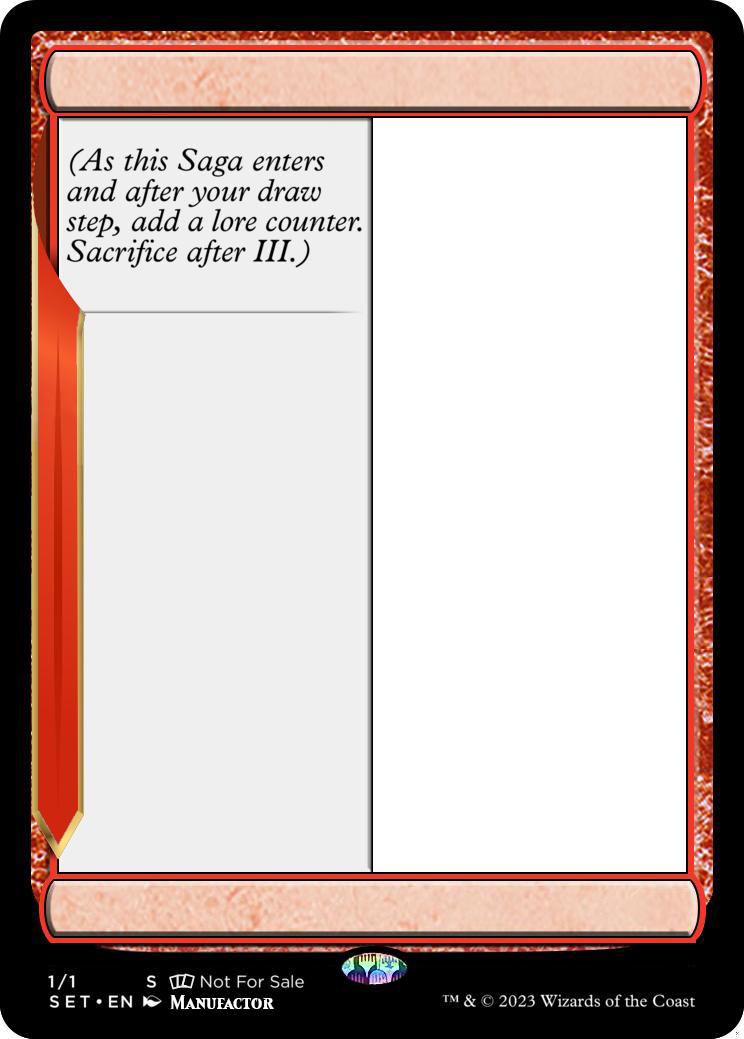 (As this Saga enters
and after your draw
step, add a lore counter.
Sacrifice after III.)
1/1 S Not For Sale
SET • EN Manufactor
™ & © 2023 Wizards of the Coast